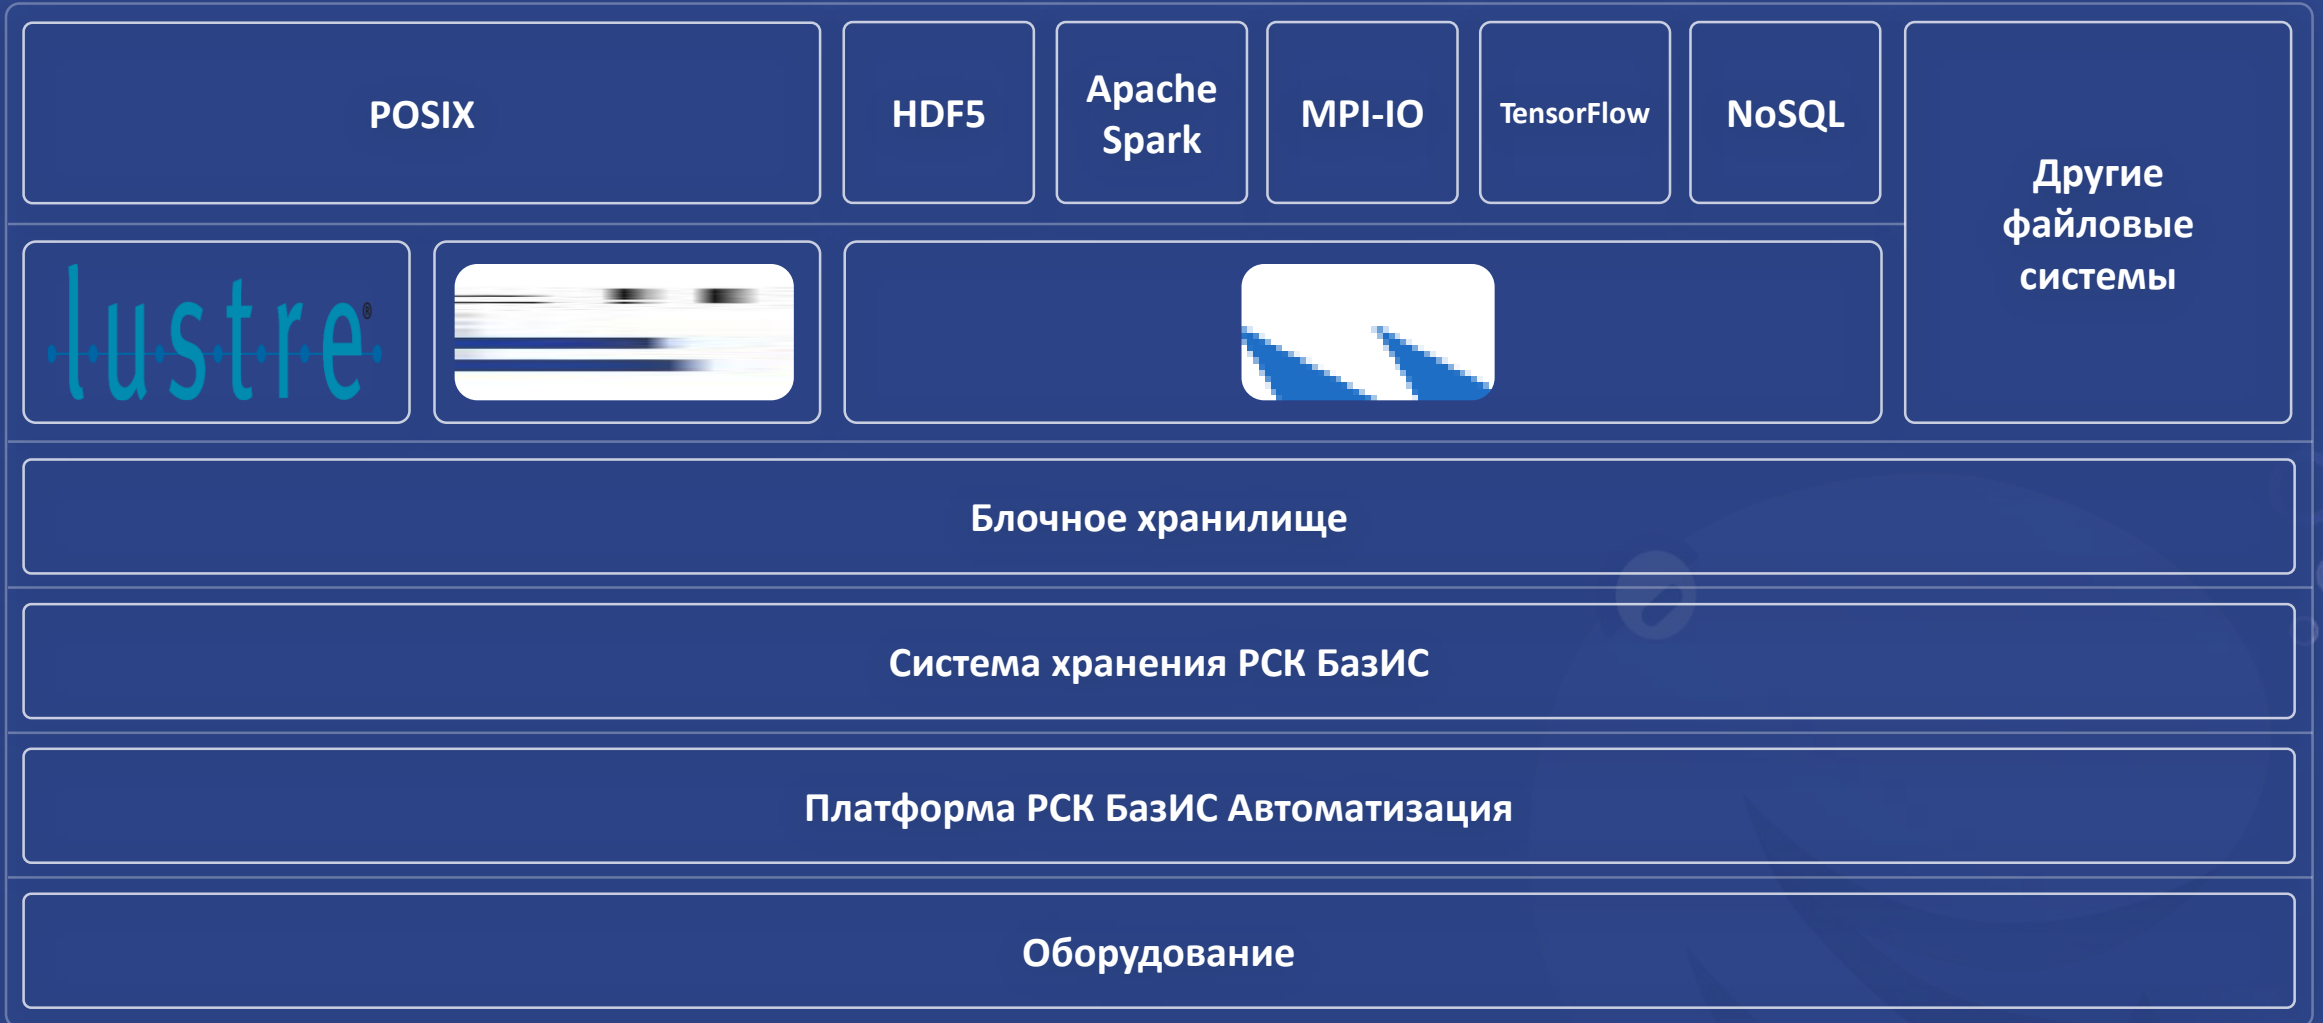 POSIX
HDF5
Apache
Spark
MPI-IO
TensorFlow
NoSQL
Другие
файловые
системы
lustre®
Блочное хранилище
Система хранения РСК БазИС
Платформа РСК БазИС Автоматизация
Оборудование